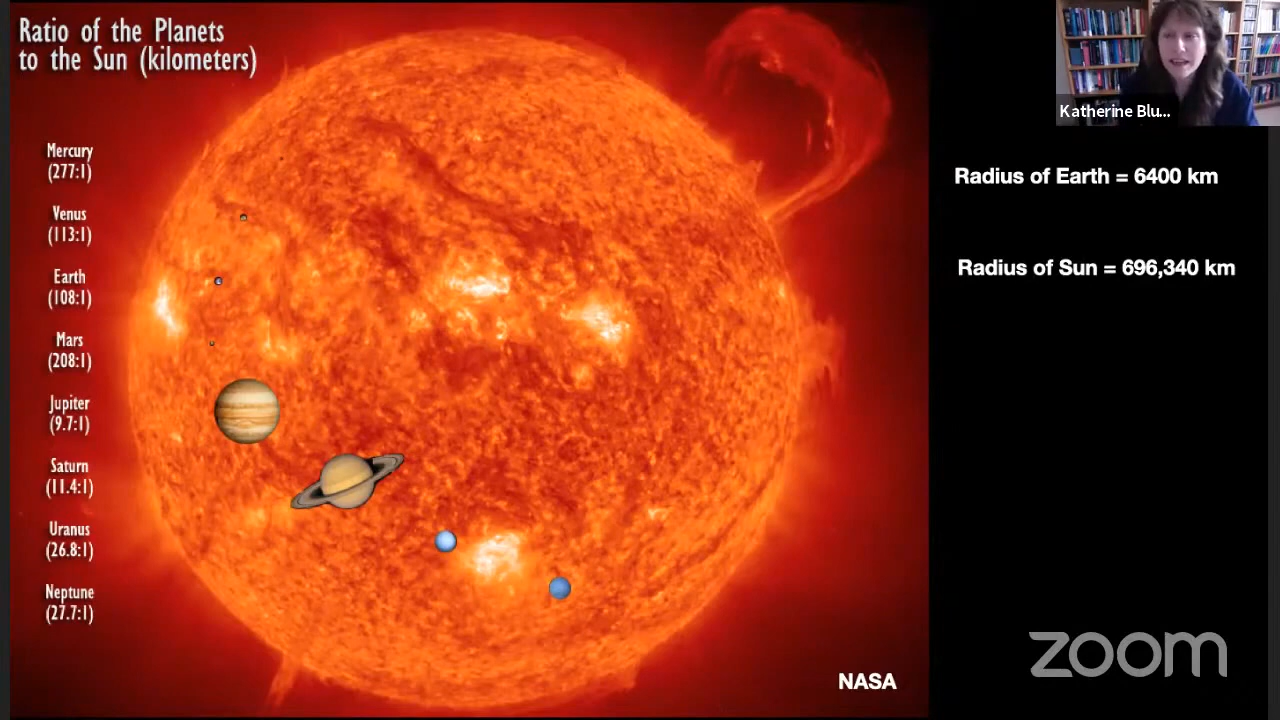 Ratio of the Planets
to the Sun (kilometers)
Mercury
(277:1)
Venus
(113:1)
Earth
(108:1)
Mars
(208:1)
Jupiter
(9.7:1)
Saturn
(11.4:1)
Uranus
(26.8:1)
Neptune
(27.7:1)
NASA
Katherine Blu...
Radius of Earth = 6400 km
Radius of Sun = 696,340 km
zoom